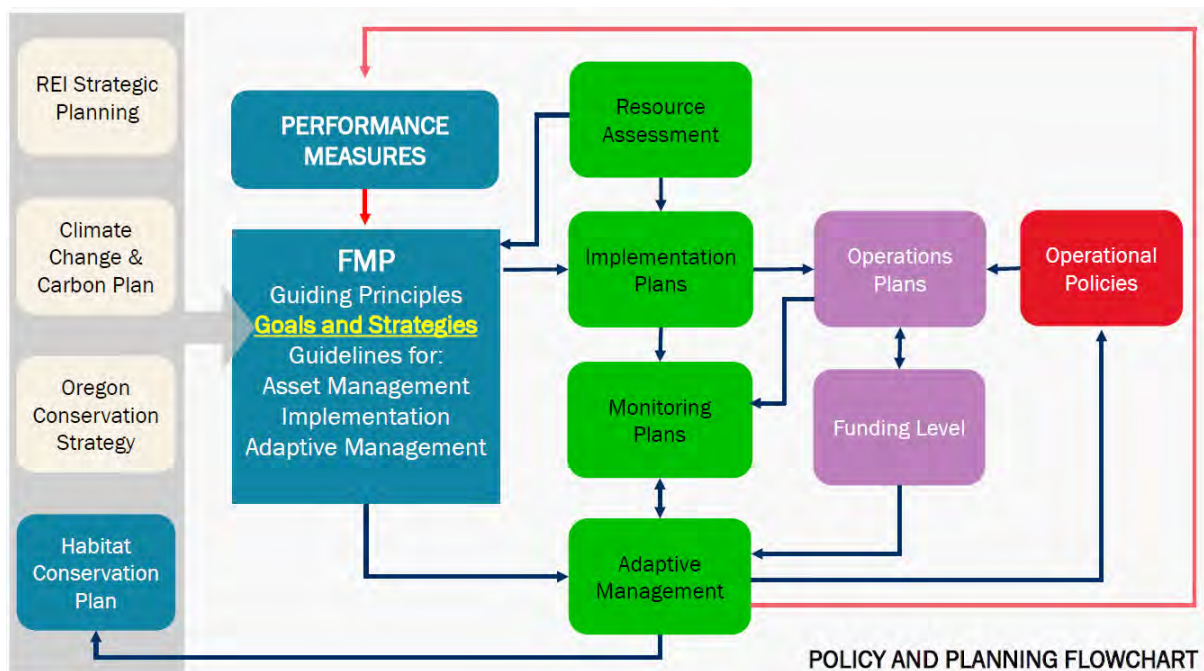 REI Strategic
Planning
Climate
Change &
Carbon Plan
Oregon
Conservation
Strategy
Habitat
Conservation
Plan
PERFORMANCE
MEASURES
FMP
Guiding Principles
Goals and Strategies
Guidelines for:
Asset Management
Implementation
Adaptive Management
Resource
Assessment
Implementation
Plans
Monitoring
Plans
Adaptive
Management
Operations
Plans
Funding Level
Operational
Policies
POLICY AND PLANNING FLOWCHART